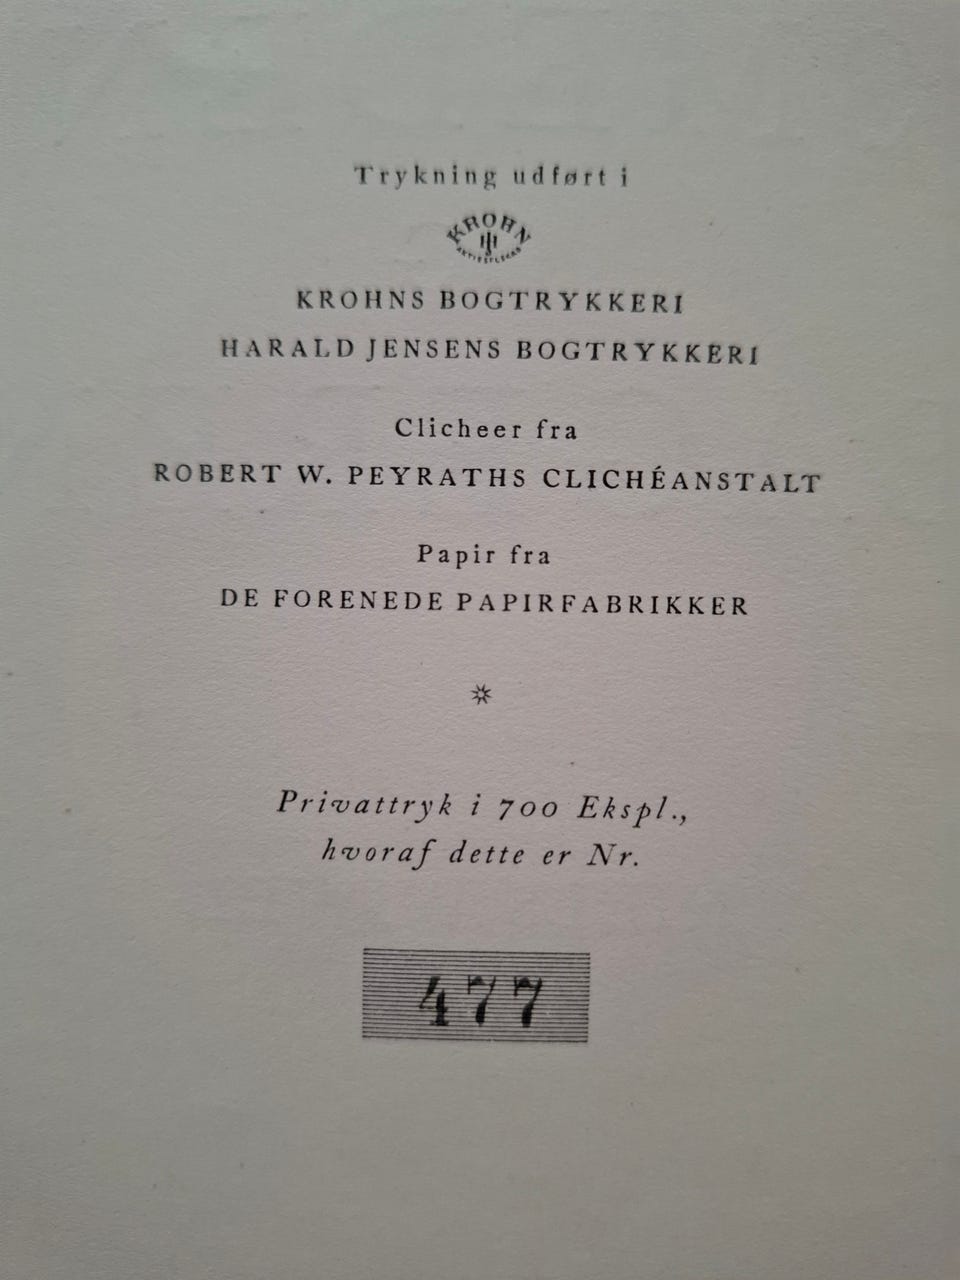 Trykning udført i
KROHN
AKTIESELSKAB
KROHNS BOGTRYKKERI
HARALD JENSENS BOGTRYKKERI
Clicheer fra
ROBERT W. PEYRATHS CLICHÉANSTALT
Papir fra
DE FORENEDE PAPIRFABRIKKER
Privattryk i 700 Ekspl.,
hvoraf dette er Nr.
477